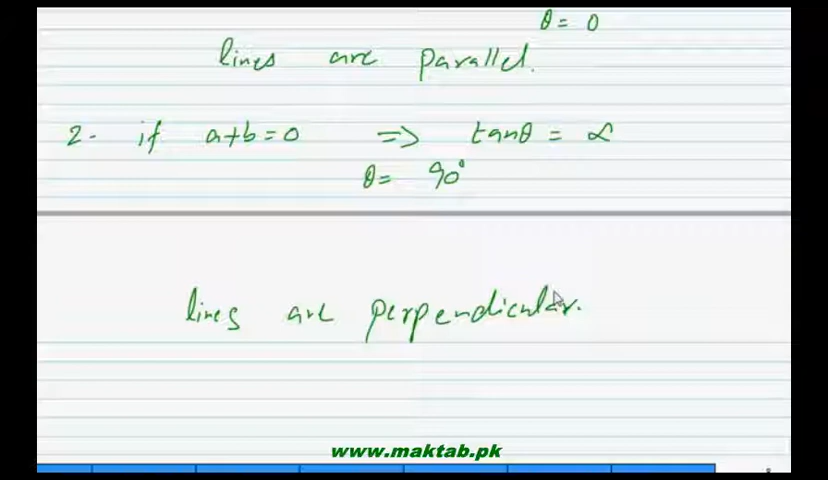 θ = 0
lines are parallel.
2. if a+b=0 => tanθ = ∝
θ = 90°
lines are perpendicular.
www.maktab.pk